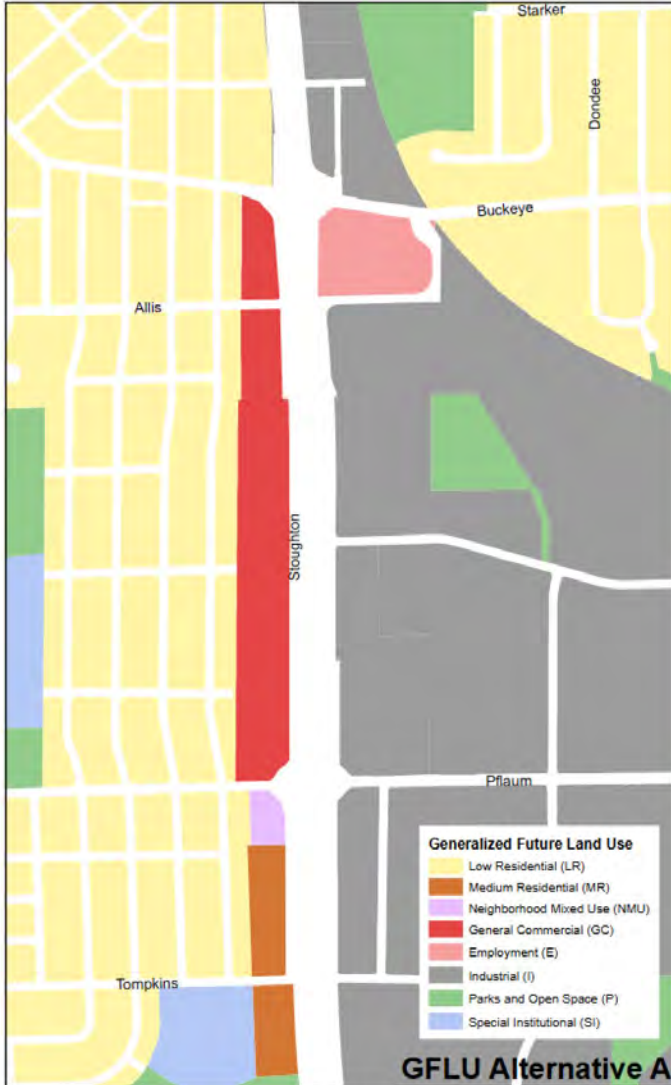 Starker
Dondee
Buckeye
Allis
Stoughton
Pflaum
Generalized Future Land Use
Low Residential (LR)
Medium Residential (MR)
Neighborhood Mixed Use (NMU)
General Commercial (GC)
Employment (E)
Industrial (I)
Parks and Open Space (P)
Special Institutional (SI)
Tompkins
GFLU Alternative A